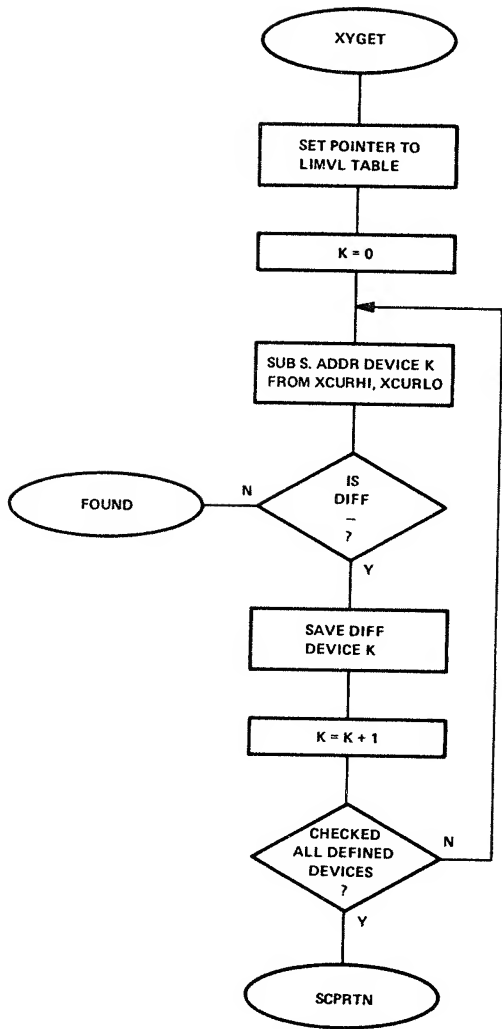 XYGET
SET POINTER TO
LIMVL TABLE
K = 0
SUB S. ADDR DEVICE K
FROM XCURHI, XCURLO
IS
DIFF
–
?
N
FOUND
Y
SAVE DIFF
DEVICE K
K = K + 1
CHECKED
ALL DEFINED
DEVICES
?
N
Y
SCPRTN